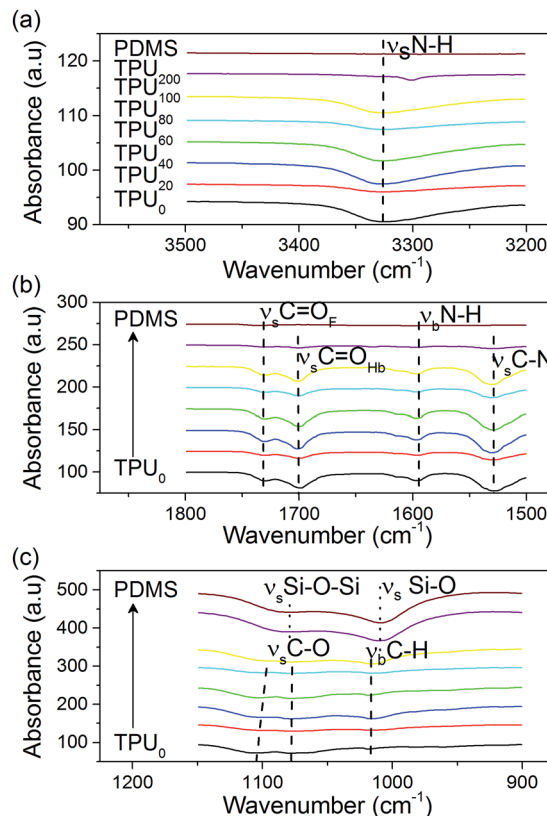 (a)
PDMS
TPU
TPU200
TPU100
TPU80
TPU60
TPU40
TPU20
TPU0
νsN-H
120
110
100
90
Absorbance (a.u)
3500 3400 3300 3200
Wavenumber (cm-1)
(b)
300
250
200
150
100
Absorbance (a.u)
PDMS
TPU0
νsC=OF
νsC=OHb
νbN-H
νsC-N
1800 1700 1600 1500
Wavenumber (cm-1)
(c)
500
400
300
200
100
Absorbance (a.u)
PDMS
TPU0
νsSi-O-Si
νs Si-O
νsC-O
νbC-H
1200 1100 1000 900
Wavenumber (cm-1)